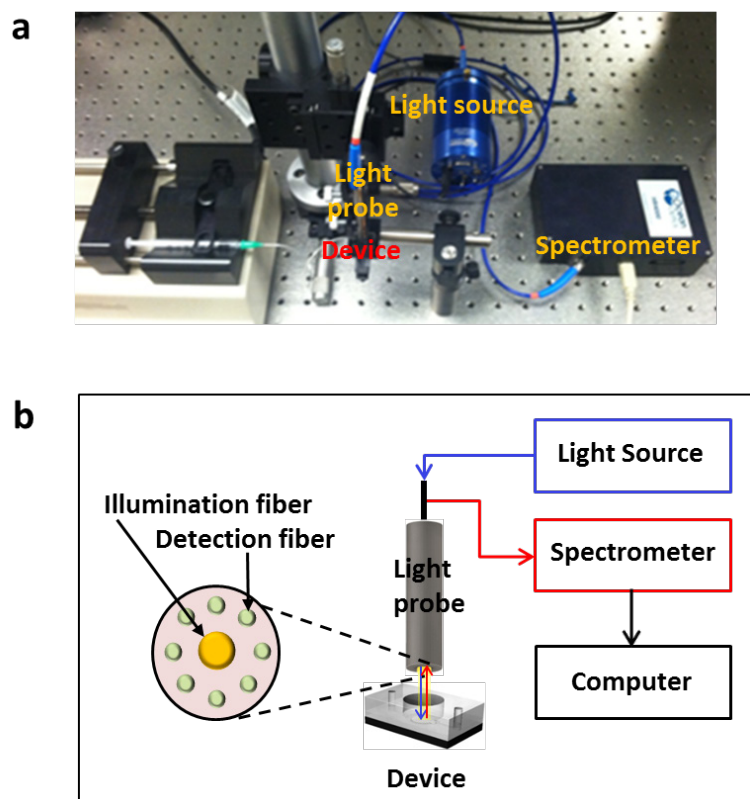 a
Light source
Light
probe
Device
Spectrometer
b
Light Source
Illumination fiber
Detection fiber
Spectrometer
Light
probe
Computer
Device